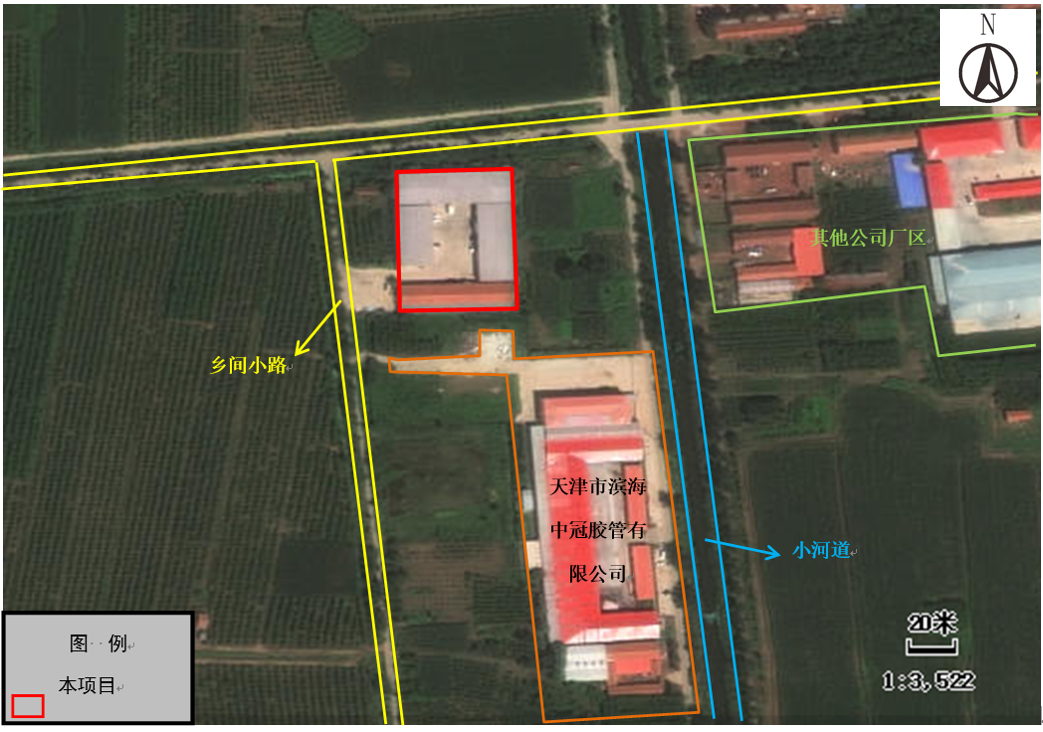 N
其他公司厂区
乡间小路
天津市滨海
中冠胶管有
限公司
小河道
20米
1:3,522
图 例
本项目